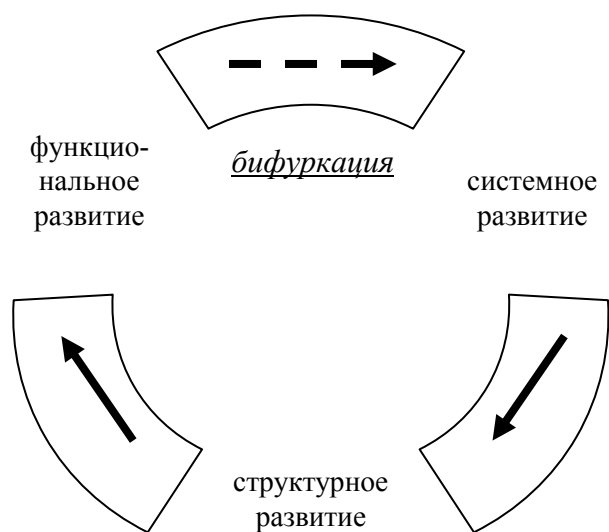 функцио-
нальное
развитие
бифуркация
системное
развитие
структурное
развитие